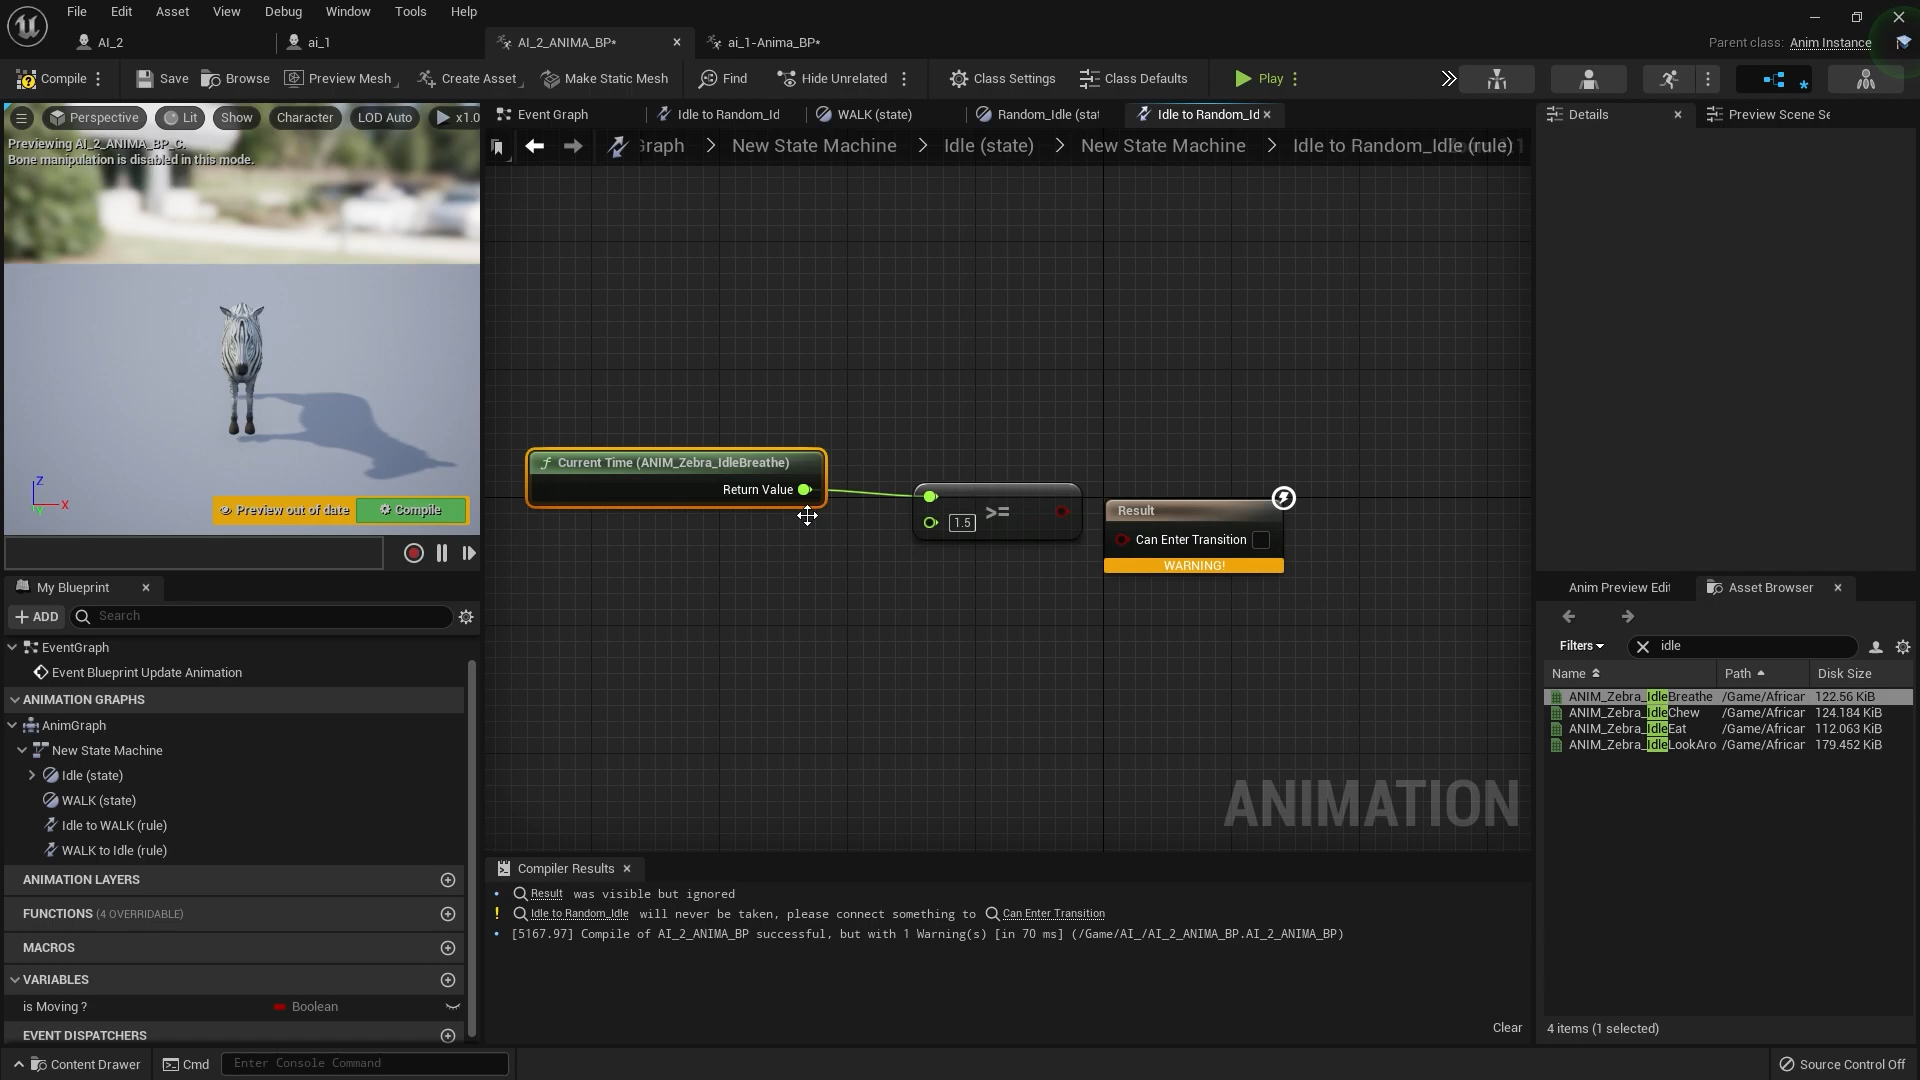 File Edit Asset View Debug Window Tools Help
AI_2
ai_1
AI_2_ANIMA_BP*
ai_1-Anima_BP*
Parent class: Anim Instance
Compile
Save
Browse
Preview Mesh
Create Asset
Make Static Mesh
Find
Hide Unrelated
Class Settings
Class Defaults
Play
Perspective
Lit
Show
Character
LOD Auto
x1.0
Previewing AI_2_ANIMA_BP_C.
Bone manipulation is disabled in this mode.
Z
X
Y
Preview out of date
Compile
Event Graph
Idle to Random_Id
WALK (state)
Random_Idle (stat
Idle to Random_Id
Graph > New State Machine > Idle (state) > New State Machine > Idle to Random_Idle (rule)
Current Time (ANIM_Zebra_IdleBreathe)
Return Value
1.5
>=
Result
Can Enter Transition
WARNING!
ANIMATION
My Blueprint
ADD
Search
EventGraph
Event Blueprint Update Animation
ANIMATION GRAPHS
AnimGraph
New State Machine
Idle (state)
WALK (state)
Idle to WALK (rule)
WALK to Idle (rule)
ANIMATION LAYERS
FUNCTIONS (4 OVERRIDABLE)
MACROS
VARIABLES
is Moving ? Boolean
EVENT DISPATCHERS
Compiler Results
Result was visible but ignored
! Idle to Random_Idle will never be taken, please connect something to Can Enter Transition
[5167.97] Compile of AI_2_ANIMA_BP successful, but with 1 Warning(s) [in 70 ms] (/Game/AI_/AI_2_ANIMA_BP.AI_2_ANIMA_BP)
Clear
Details
Preview Scene Se
Anim Preview Edit
Asset Browser
Filters
idle
Name Path Disk Size
ANIM_Zebra_IdleBreathe /Game/African 122.56 KiB
ANIM_Zebra_IdleChew /Game/African 124.184 KiB
ANIM_Zebra_IdleEat /Game/African 112.063 KiB
ANIM_Zebra_IdleLookAro /Game/African 179.452 KiB
4 items (1 selected)
Content Drawer
Cmd
Enter Console Command
Source Control Off